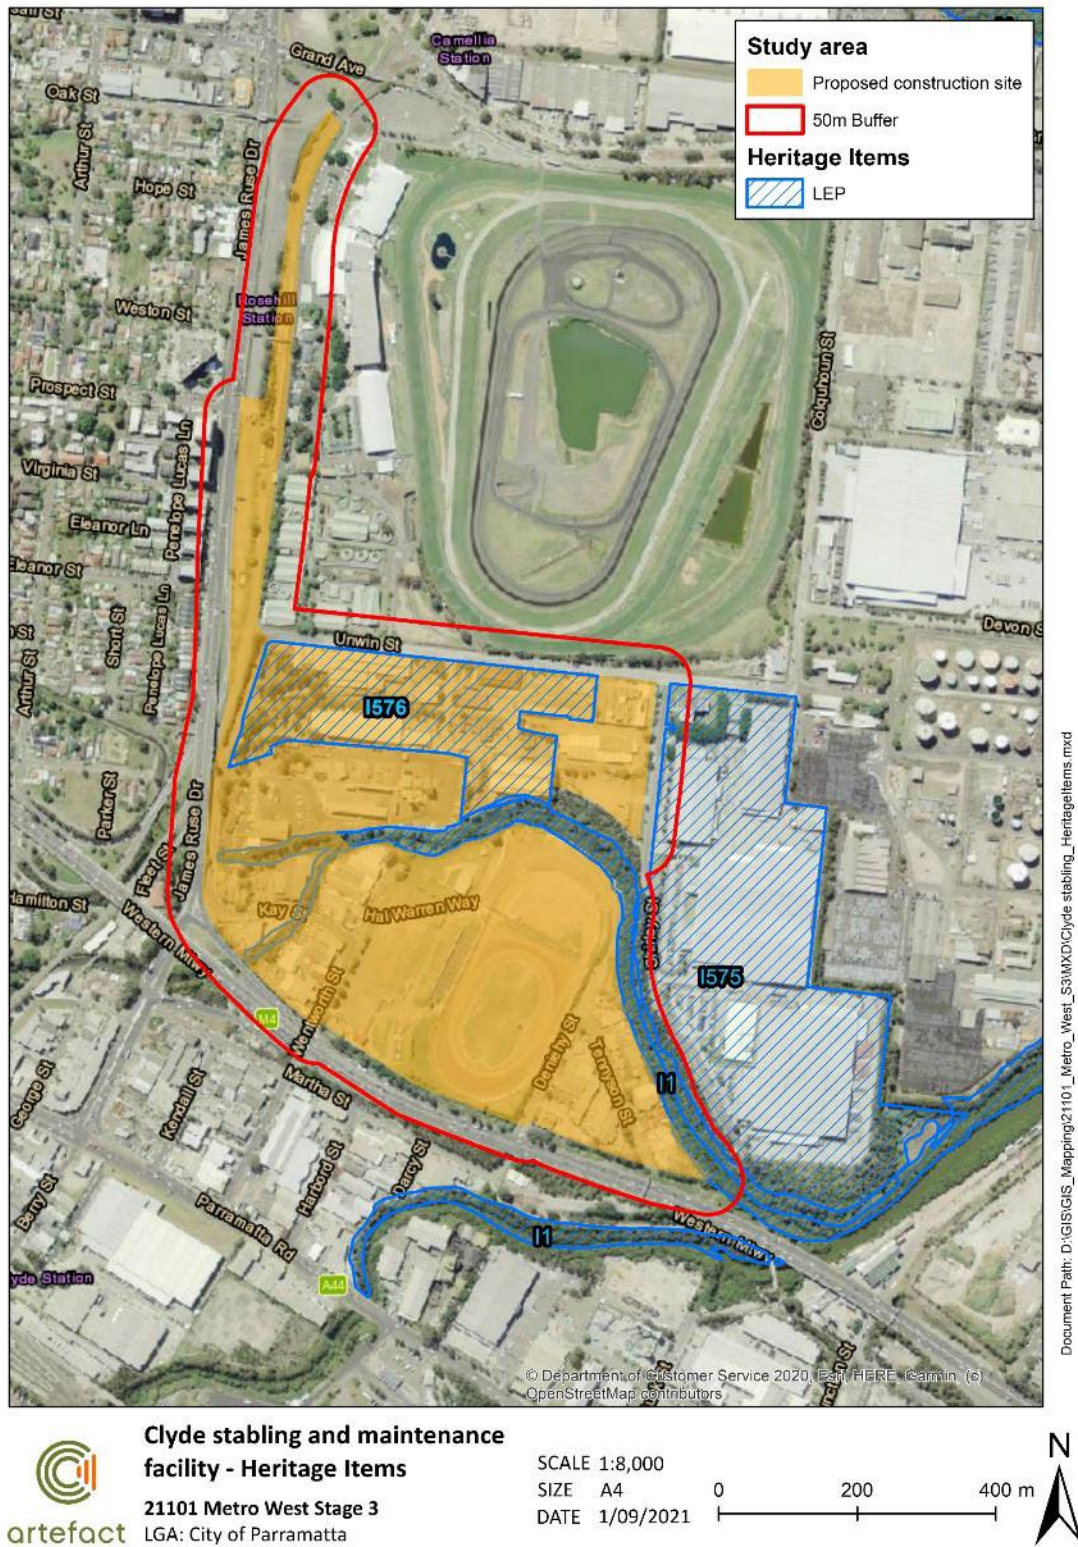 Grand Ave
Camellia
Station
Oak St
Arthur St
Hope St
James Ruse Dr
Weston St
Rosehill
Station
Prospect St
Virginia St
Penelope Lucas Ln
Eleanor Ln
Eleanor St
Short St
Penelope Lucas Ln
Arthur St
Colquhoun St
Devon S
Unwin St
I576
Parker St
James Ruse Dr
Fleet St
Hamilton St
Western Mtwy
Kay St
Hal Warren Way
Shirley St
I575
M4
Wentworth St
Deniehy St
Tennyson St
I1
Martha St
George St
Kendall St
Harbord St
Darcy St
Berry St
Parramatta Rd
I1
Western Mtwy
yde Station
A44
Study area
Proposed construction site
50m Buffer
Heritage Items
LEP
© Department of Customer Service 2020, Esri, HERE, Garmin, (c)
OpenStreetMap contributors
Document Path: D:\GIS\GIS_Mapping\21101_Metro_West_S3\MXD\Clyde stabling_HeritageItems.mxd
artefact
Clyde stabling and maintenance
facility - Heritage Items
21101 Metro West Stage 3
LGA: City of Parramatta
SCALE 1:8,000
SIZE A4
DATE 1/09/2021
0 200 400 m
N